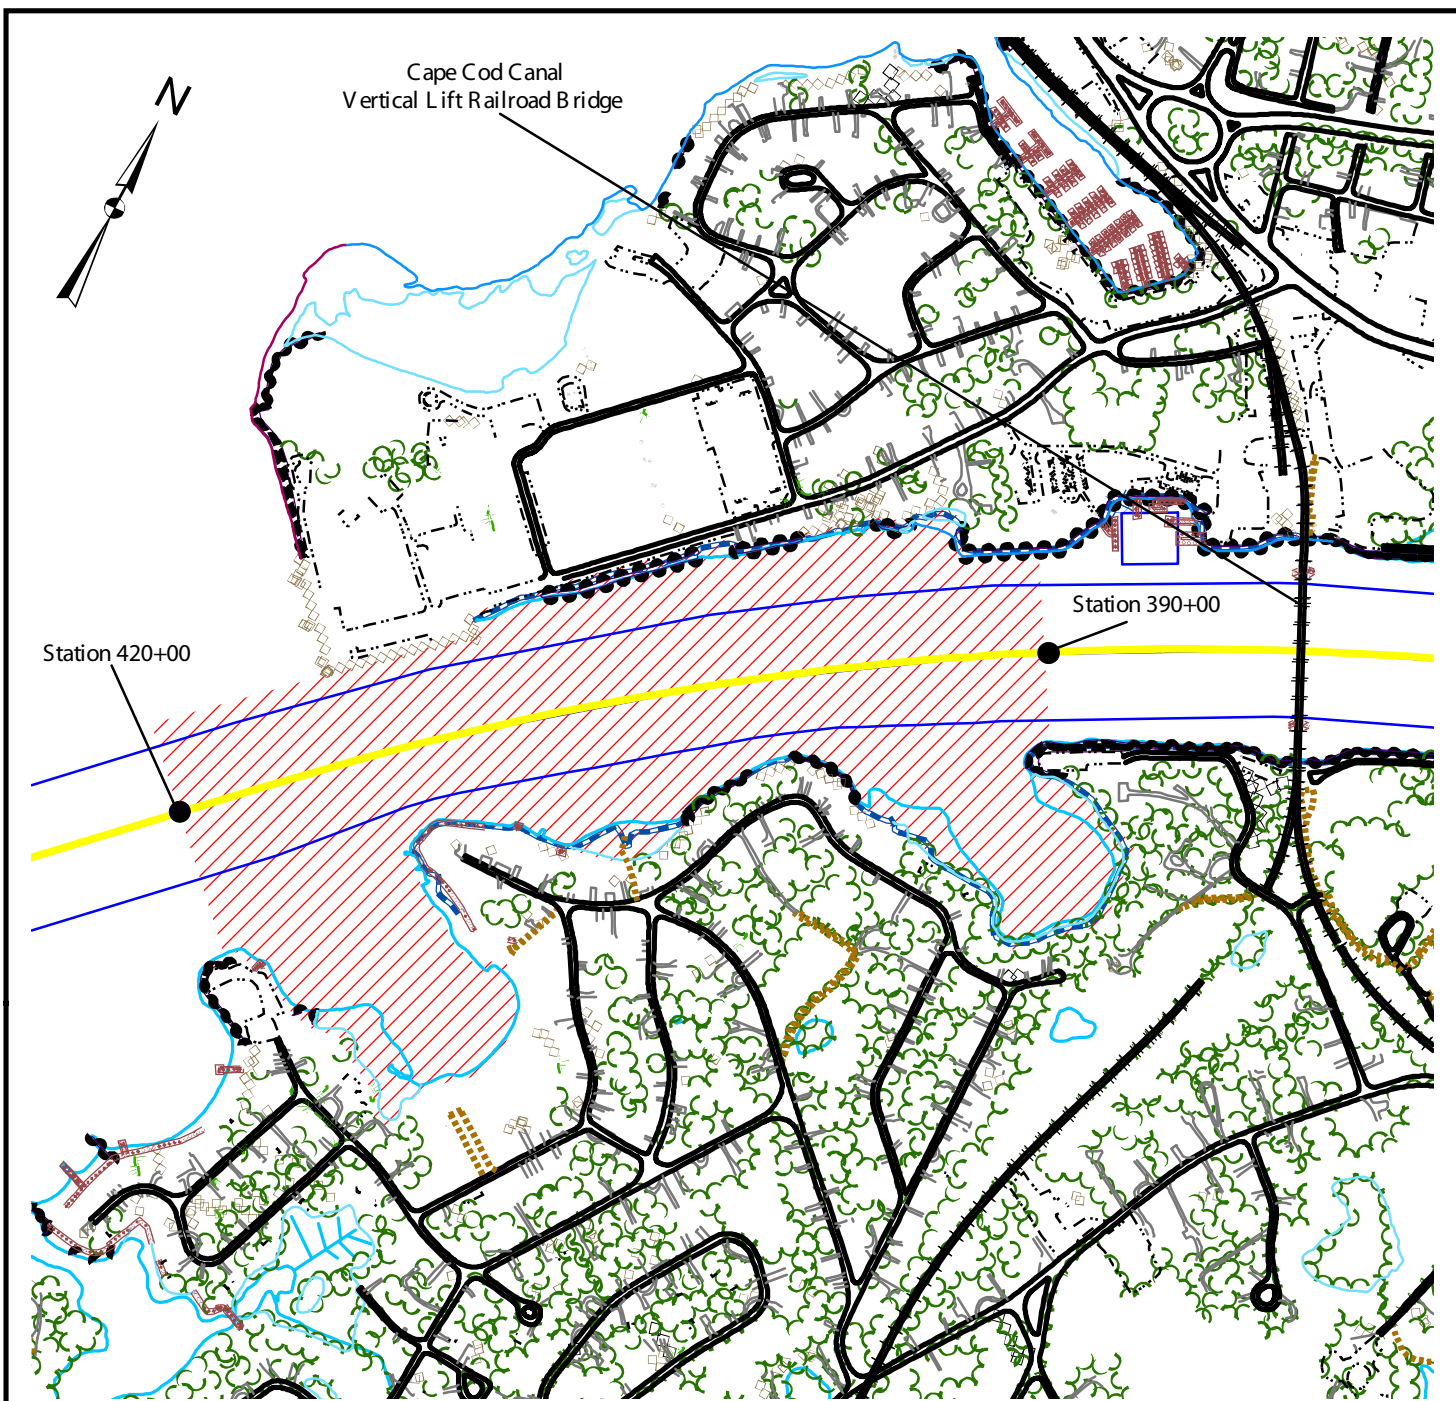 Cape Cod Canal
Vertical Lift Railroad Bridge
N
Station 390+00
Station 420+00